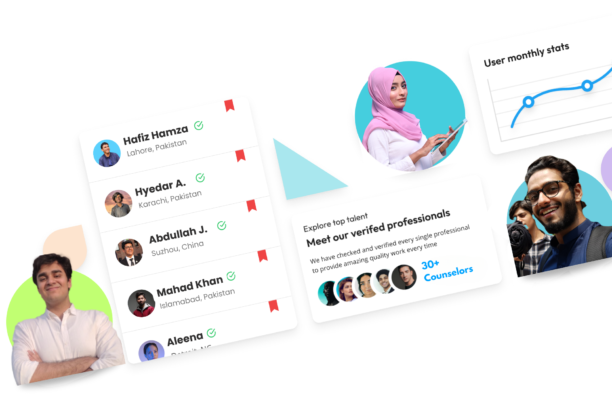 Hafiz Hamza
Lahore, Pakistan
Hyedar A.
Karachi, Pakistan
Abdullah J.
Suzhou, China
Mahad Khan
Islamabad, Pakistan
Aleena
User monthly stats
Explore top talent
Meet our verifed professionals
We have checked and verified every single professional
to provide amazing quality work every time
30+
Counselors